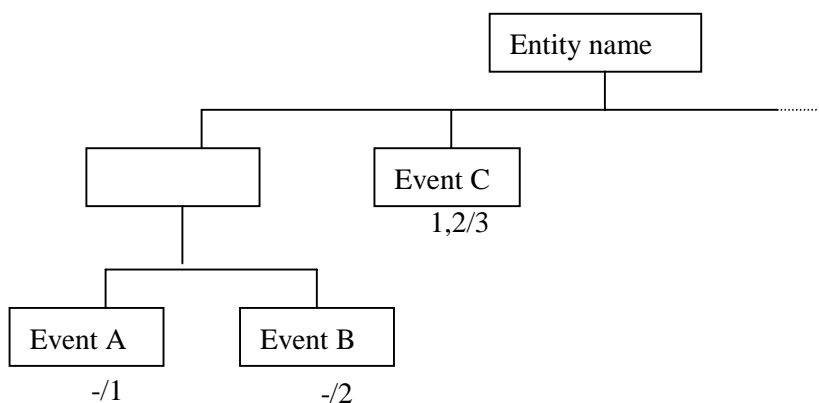 Entity name
Event C
1,2/3
Event A
Event B
-/1
-/2